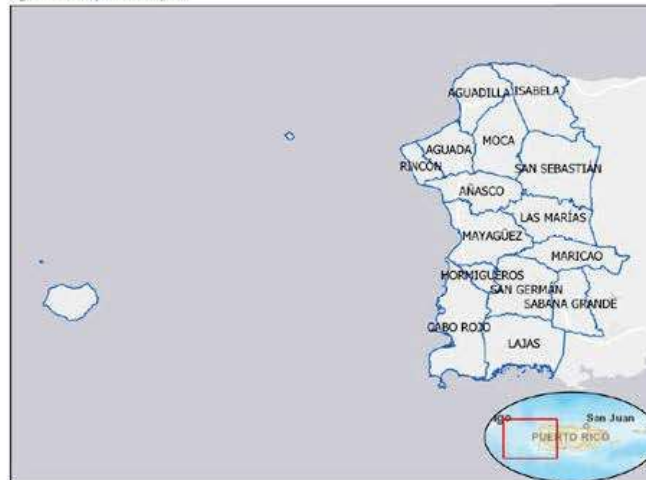 AGUADILLA
ISABELA
MOCA
AGUADA
RINCÓN
SAN SEBASTIÁN
AÑASCO
LAS MARÍAS
MAYAGÜEZ
MARICAO
HORMIGUEROS
SAN GERMÁN
SABANA GRANDE
CABO ROJO
LAJAS
San Juan
PUERTO RICO